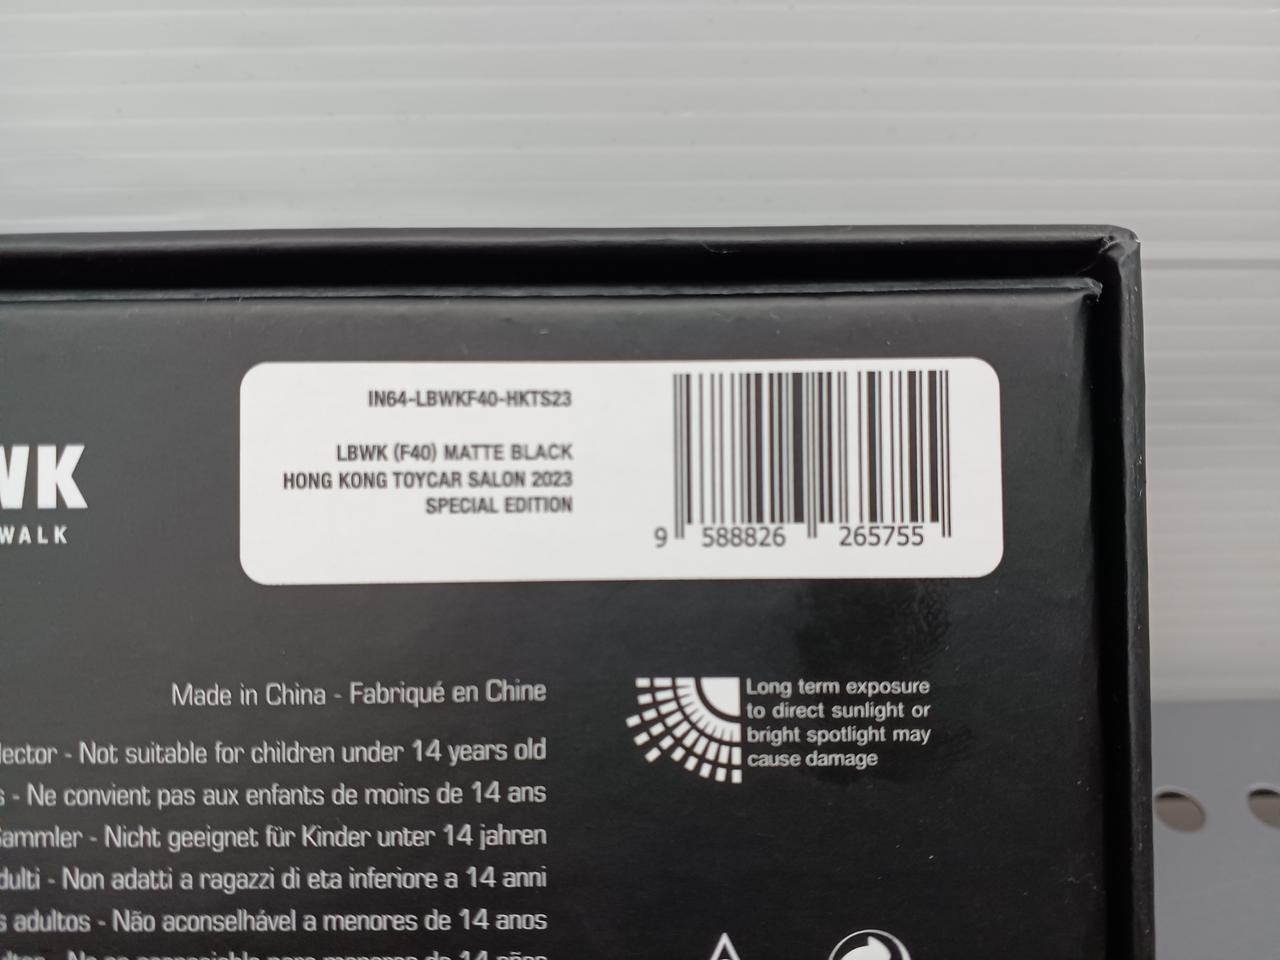 WK
WALK
IN64-LBWKF40-HKTS23
LBWK (F40) MATTE BLACK
HONG KONG TOYCAR SALON 2023
SPECIAL EDITION
9 588826 265755
Made in China - Fabriqué en Chine
- Not suitable for children under 14 years old
- Ne convient pas aux enfants de moins de 14 ans
- Nicht geeignet für Kinder unter 14 jahren
- Non adatti a ragazzi di eta inferiore a 14 anni
adultos - Não aconselhável a menores de 14 anos
Long term exposure
to direct sunlight or
bright spotlight may
cause damage